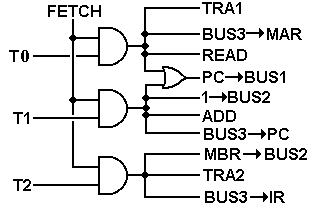 FETCH
TRA1
BUS3→MAR
T0
READ
PC→BUS1
1→BUS2
T1
ADD
BUS3→PC
MBR→BUS2
TRA2
T2
BUS3→IR